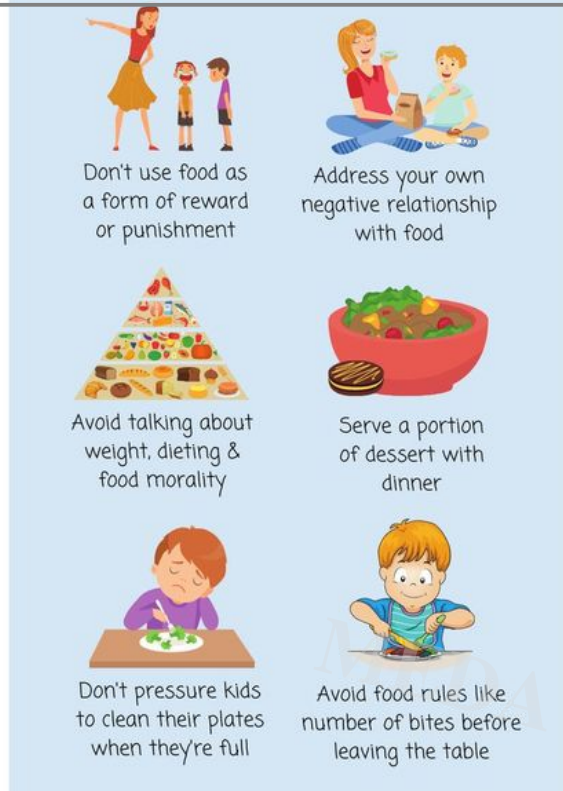 Don't use food as
a form of reward
or punishment
Address your own
negative relationship
with food
Avoid talking about
weight, dieting &
food morality
Serve a portion
of dessert with
dinner
Don't pressure kids
to clean their plates
when they're full
Avoid food rules like
number of bites before
leaving the table